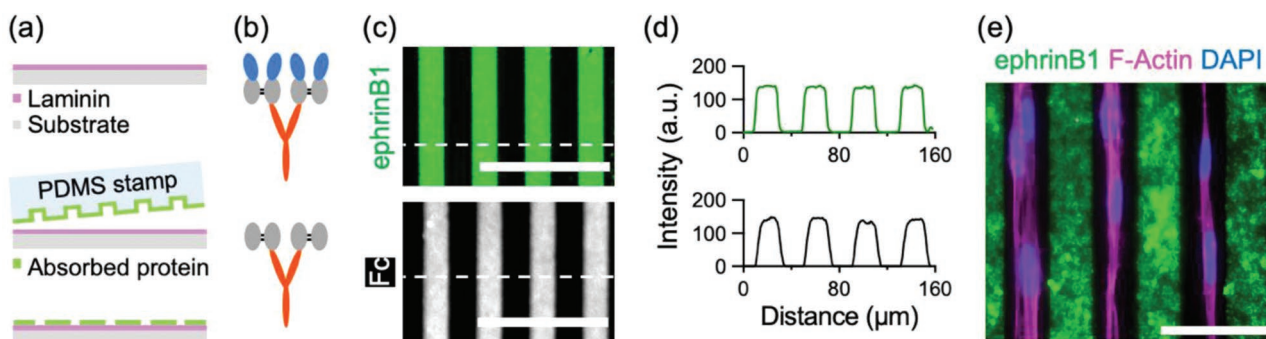 (a)
Laminin
Substrate
PDMS stamp
Absorbed protein
(b)
(c)
ephrinB1
Fc
(d)
Intensity (a.u.)
200
100
0
0 80 160
200
100
0
0 80 160
Distance (µm)
(e)
ephrinB1 F-Actin DAPI